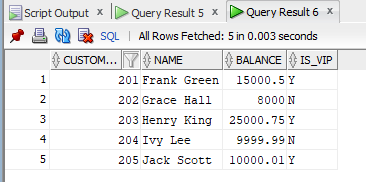 Script Output × Query Result 5 × Query Result 6 ×
SQL | All Rows Fetched: 5 in 0.003 seconds
CUSTOM... NAME BALANCE IS_VIP
1 201 Frank Green 15000.5 Y
2 202 Grace Hall 8000 N
3 203 Henry King 25000.75 Y
4 204 Ivy Lee 9999.99 N
5 205 Jack Scott 10000.01 Y